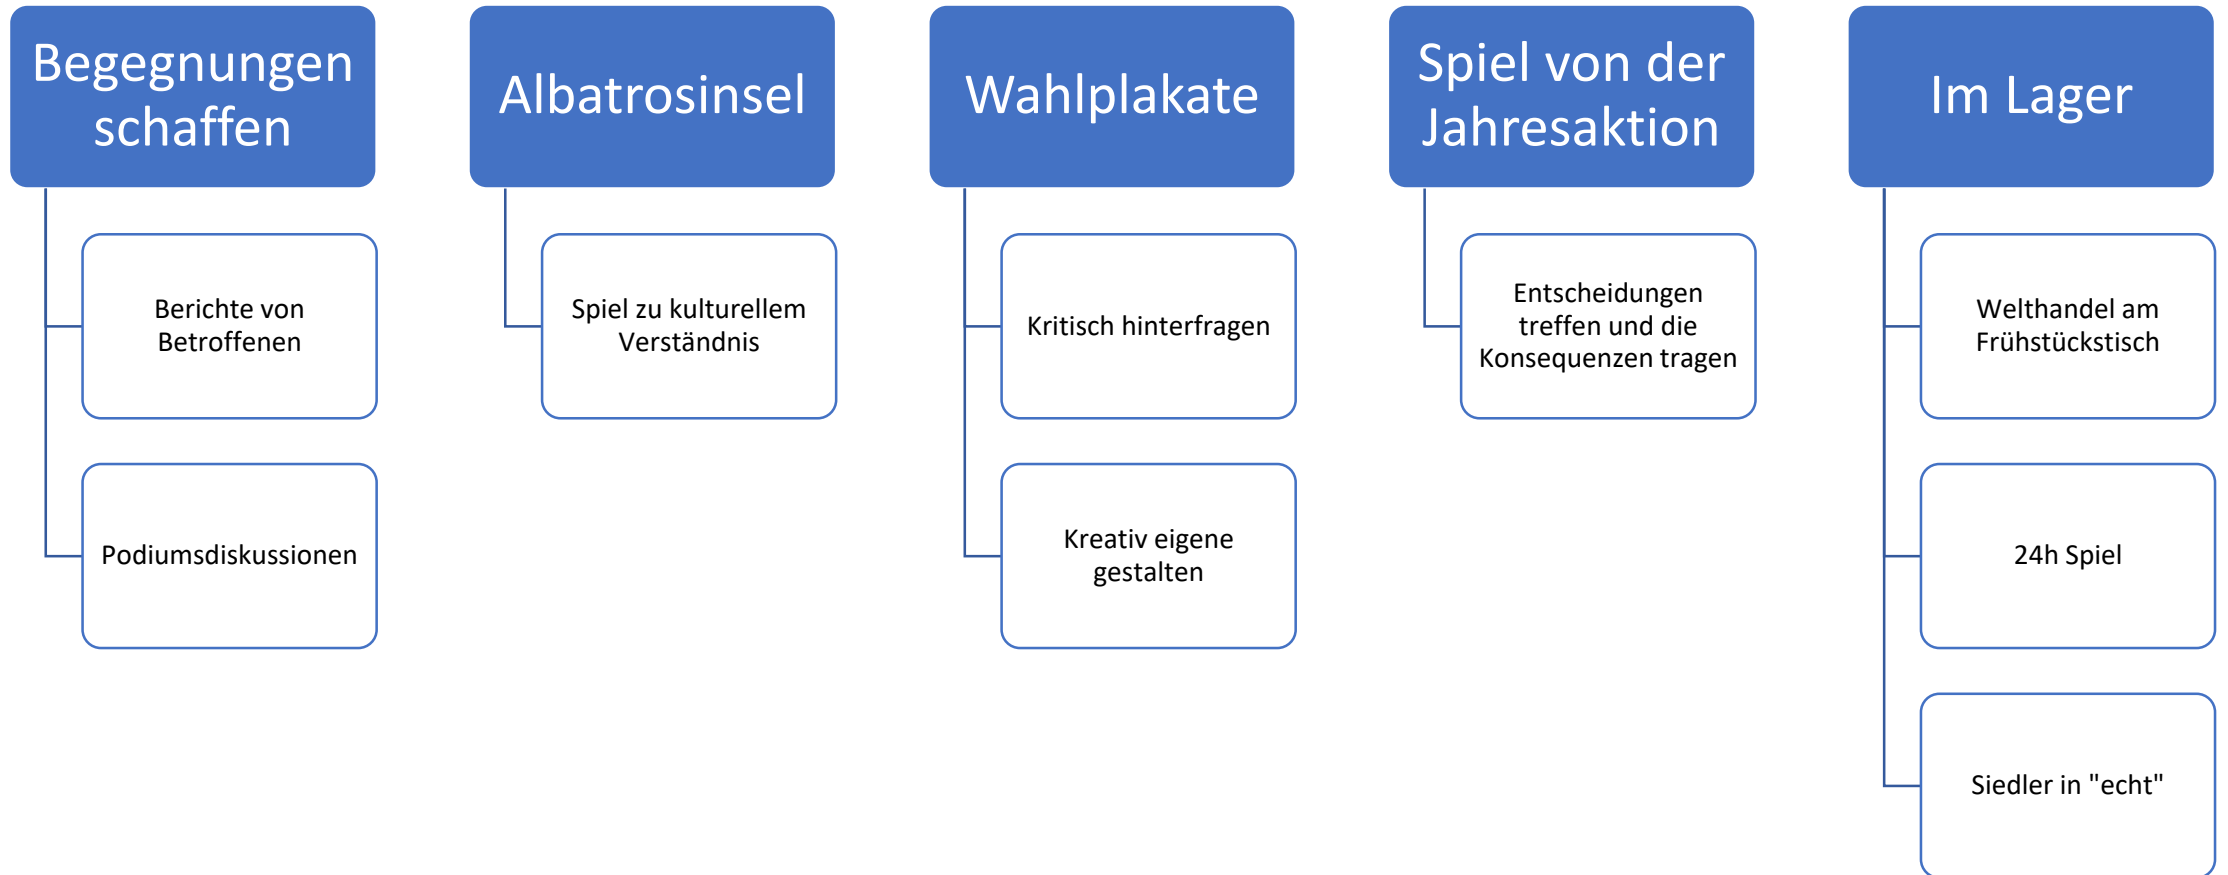 Begegnungen
schaffen
Berichte von
Betroffenen
Podiumsdiskussionen
Albatrosinsel
Spiel zu kulturellem
Verständnis
Wahlplakate
Kritisch hinterfragen
Kreativ eigene
gestalten
Spiel von der
Jahresaktion
Entscheidungen
treffen und die
Konsequenzen tragen
Im Lager
Welthandel am
Frühstückstisch
24h Spiel
Siedler in "echt"